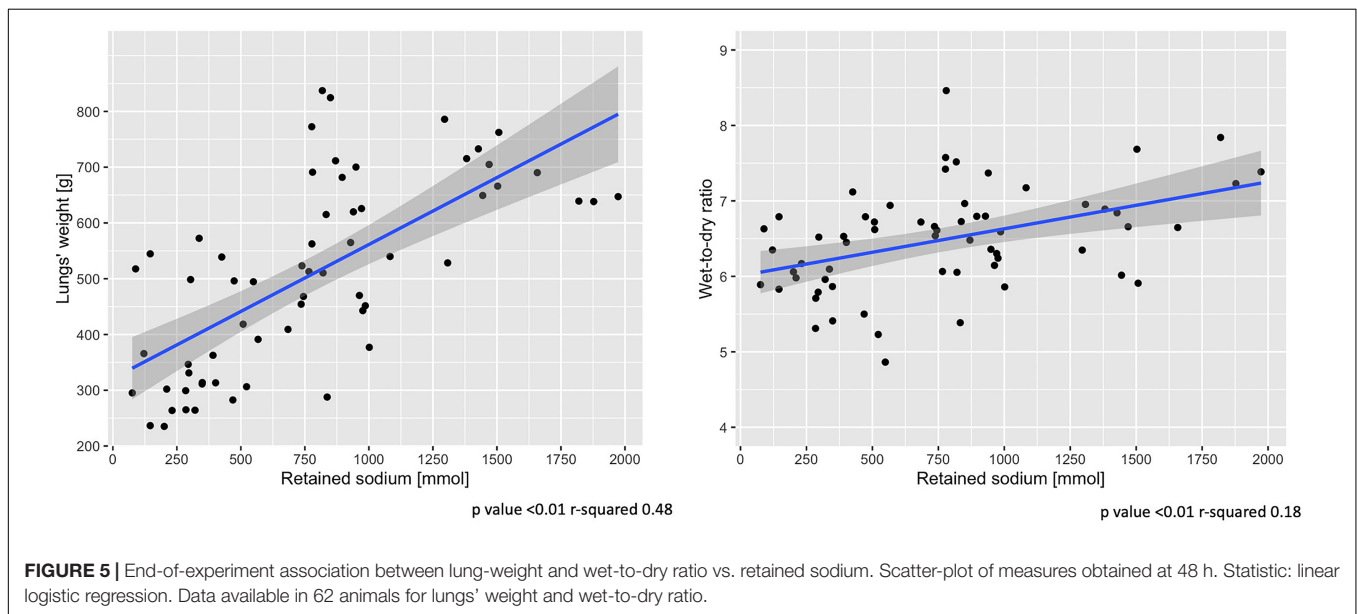 800
700
600
500
400
300
200
Lungs' weight [g]
0 250 500 750 1000 1250 1500 1750 2000
Retained sodium [mmol]
p value <0.01 r-squared 0.48
9
8
7
6
5
4
Wet-to-dry ratio
0 250 500 750 1000 1250 1500 1750 2000
Retained sodium [mmol]
p value <0.01 r-squared 0.18
FIGURE 5 | End-of-experiment association between lung-weight and wet-to-dry ratio vs. retained sodium. Scatter-plot of measures obtained at 48 h. Statistic: linear
logistic regression. Data available in 62 animals for lungs' weight and wet-to-dry ratio.